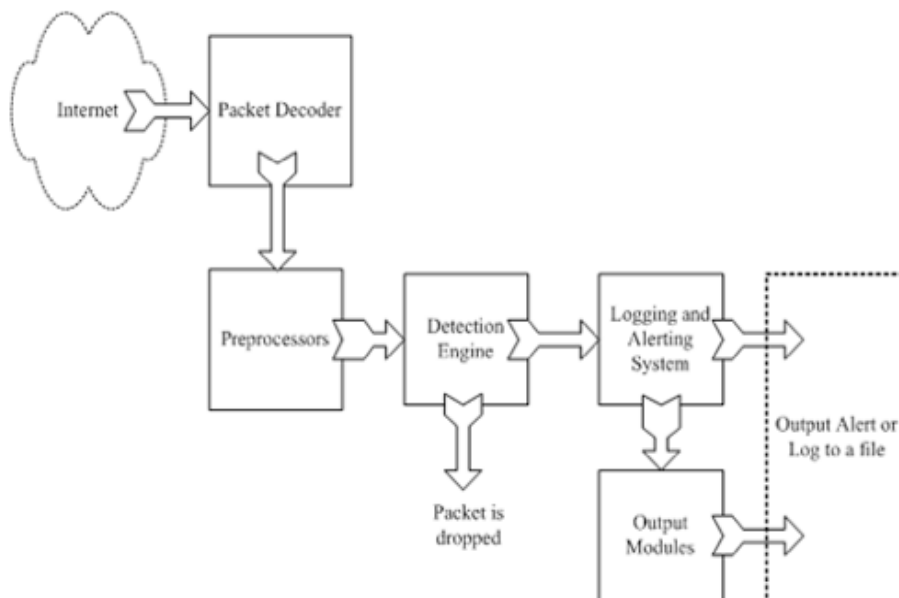 Internet
Packet Decoder
Preprocessors
Detection
Engine
Logging and
Alerting
System
Packet is
dropped
Output
Modules
Output Alert or
Log to a file